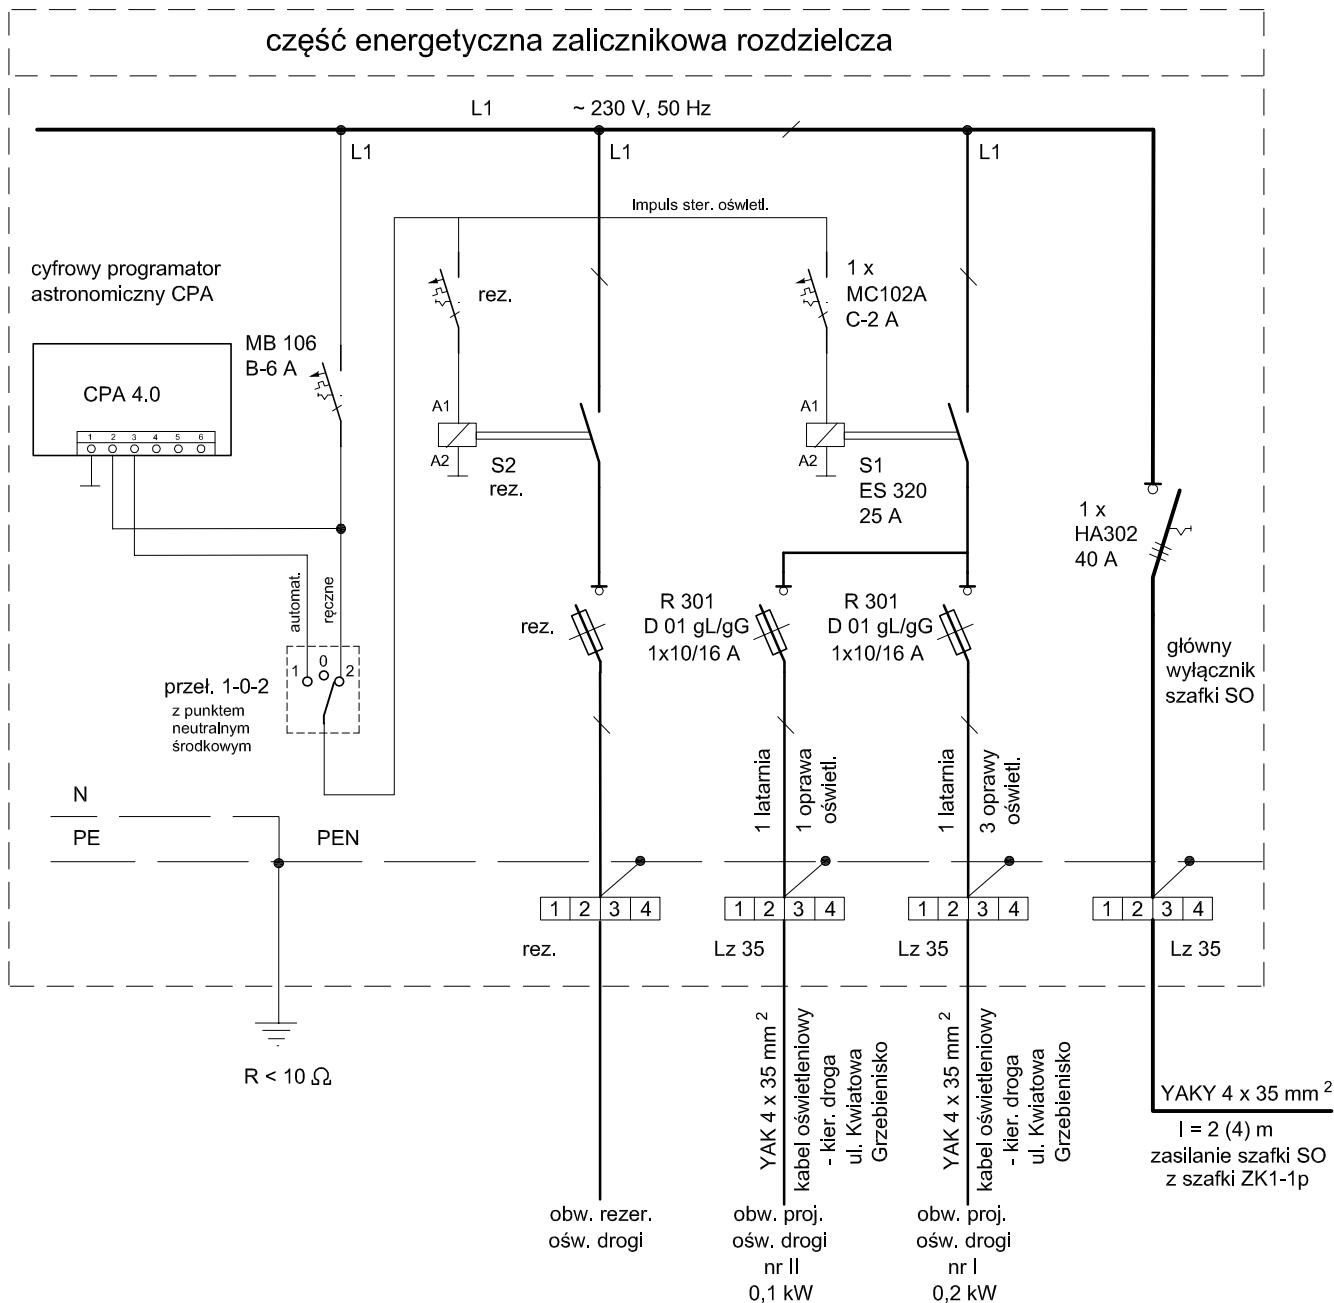 część energetyczna zalicznikowa rozdzielcza
L1
~ 230 V, 50 Hz
L1
L1
L1
Impuls ster. oświetl.
cyfrowy programator
astronomiczny CPA
CPA 4.0
1 2 3 4 5 6
MB 106
B-6 A
rez.
1 x
MC102A
C-2 A
A1
A2
S2
rez.
A1
A2
S1
ES 320
25 A
1 x
HA302
40 A
główny
wyłącznik
szafki SO
automat.
ręczne
1 0 2
przeł. 1-0-2
z punktem
neutralnym
środkowym
rez.
R 301
D 01 gL/gG
1x10/16 A
R 301
D 01 gL/gG
1x10/16 A
1 latarnia
1 oprawa
oświetl.
1 latarnia
3 oprawy
oświetl.
N
PE
PEN
1 2 3 4
1 2 3 4
1 2 3 4
1 2 3 4
rez.
Lz 35
Lz 35
Lz 35
R < 10 Ω
YAK 4 x 35 mm 2
kabel oświetleniowy
- kier. droga
ul. Kwiatowa
Grzebienisko
YAK 4 x 35 mm 2
kabel oświetleniowy
- kier. droga
ul. Kwiatowa
Grzebienisko
YAKY 4 x 35 mm 2
l = 2 (4) m
zasilanie szafki SO
z szafki ZK1-1p
obw. rezer.
ośw. drogi
obw. proj.
ośw. drogi
nr II
0,1 kW
obw. proj.
ośw. drogi
nr I
0,2 kW